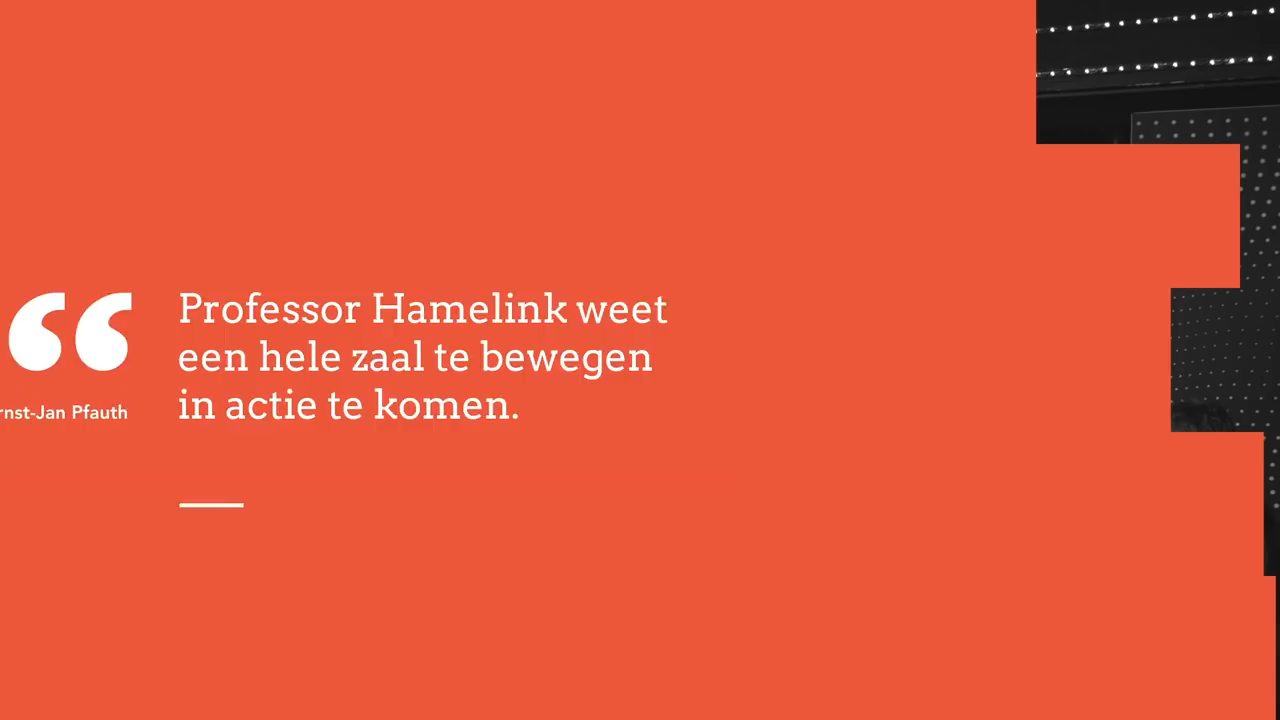 “
Professor Hamelink weet
een hele zaal te bewegen
in actie te komen.
rnst-Jan Pfauth